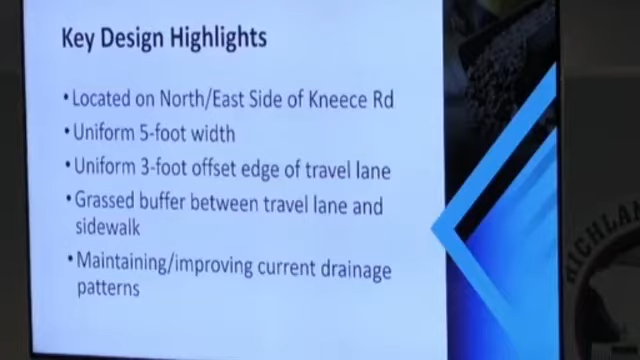 Key Design Highlights
•Located on North/East Side of Kneece Rd
•Uniform 5-foot width
•Uniform 3-foot offset edge of travel lane
•Grassed buffer between travel lane and
sidewalk
•Maintaining/improving current drainage
patterns